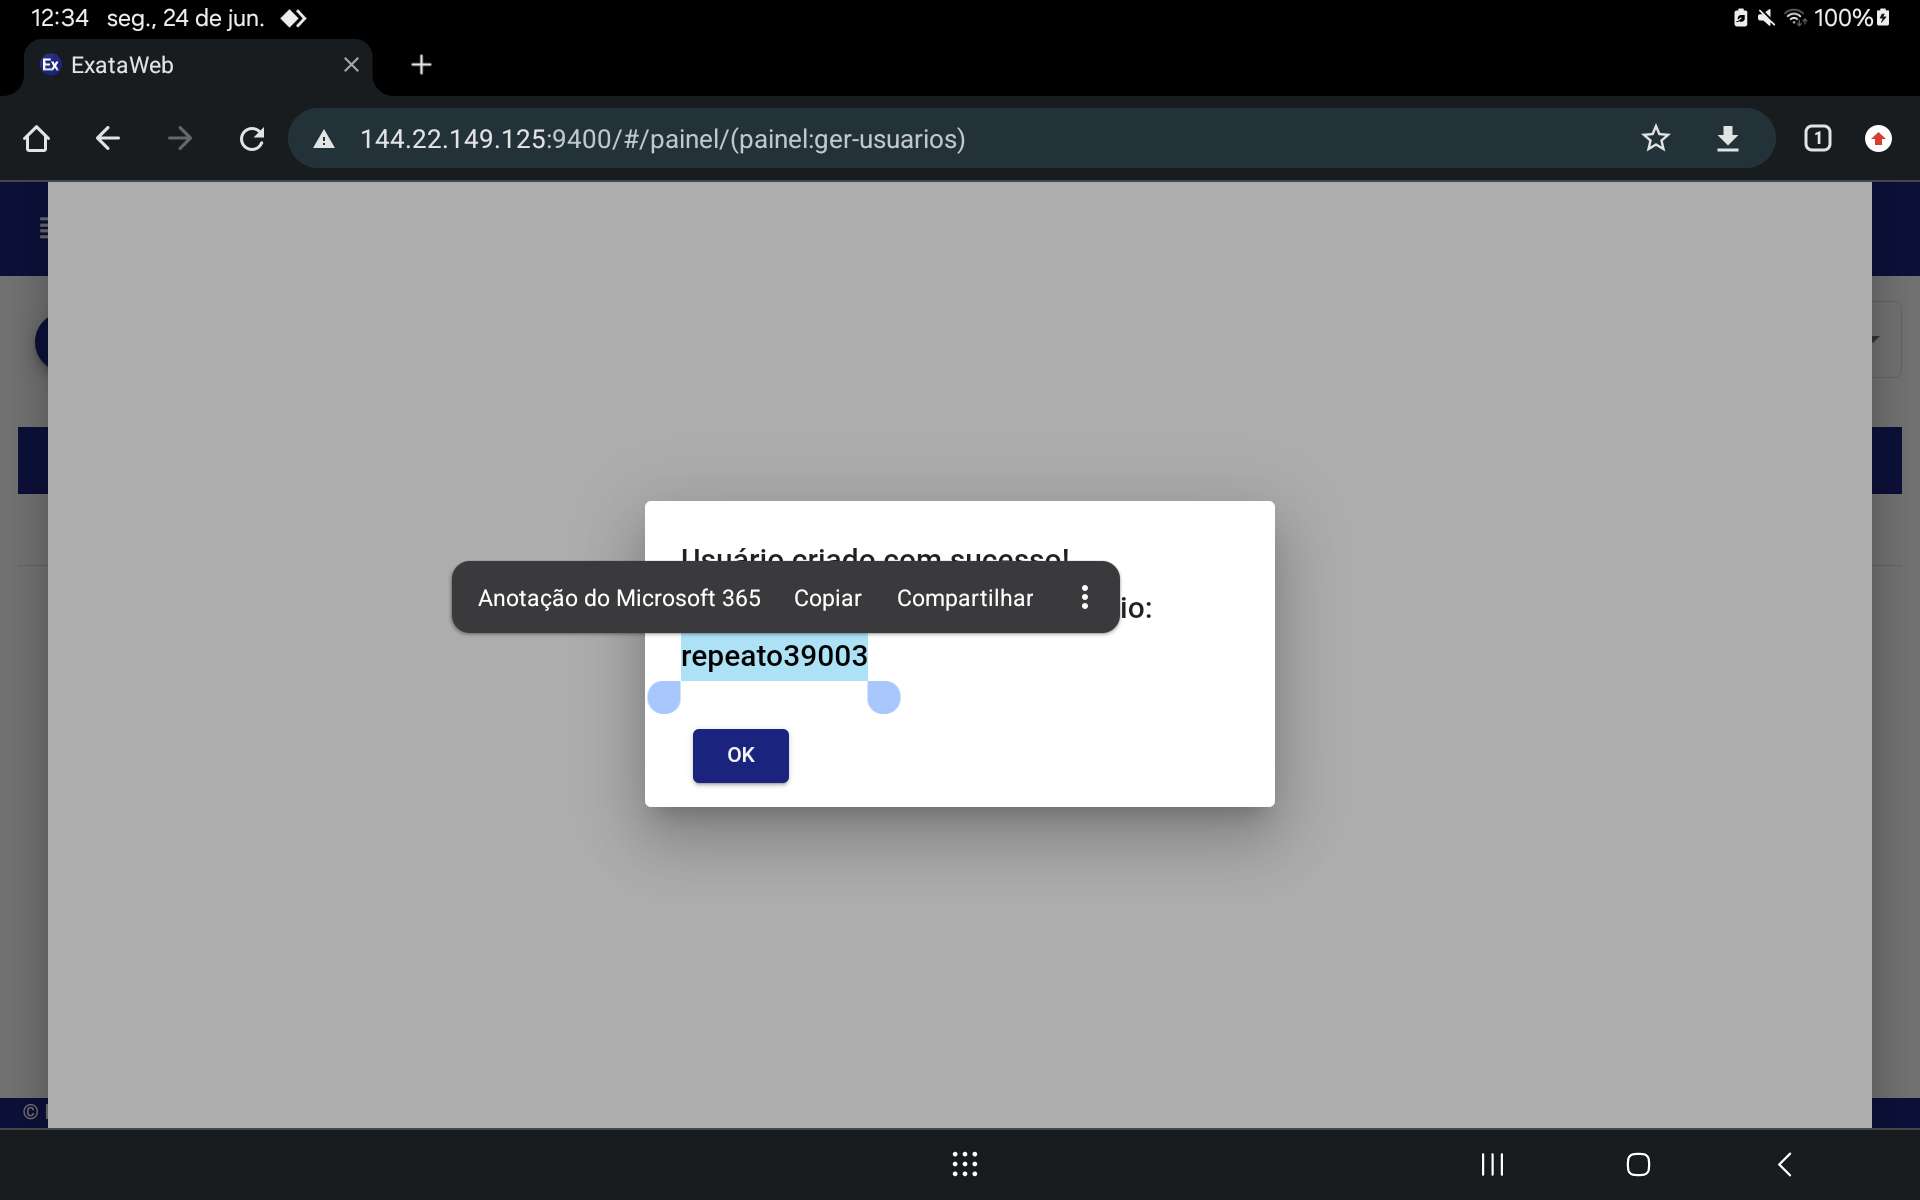 12:34 seg., 24 de jun. 100%
Ex ExataWeb
144.22.149.125:9400/#/painel/(painel:ger-usuarios)
1
Usuário criado com sucesso!
Anotação do Microsoft 365 Copiar Compartilhar
io:
repeato39003
OK
©